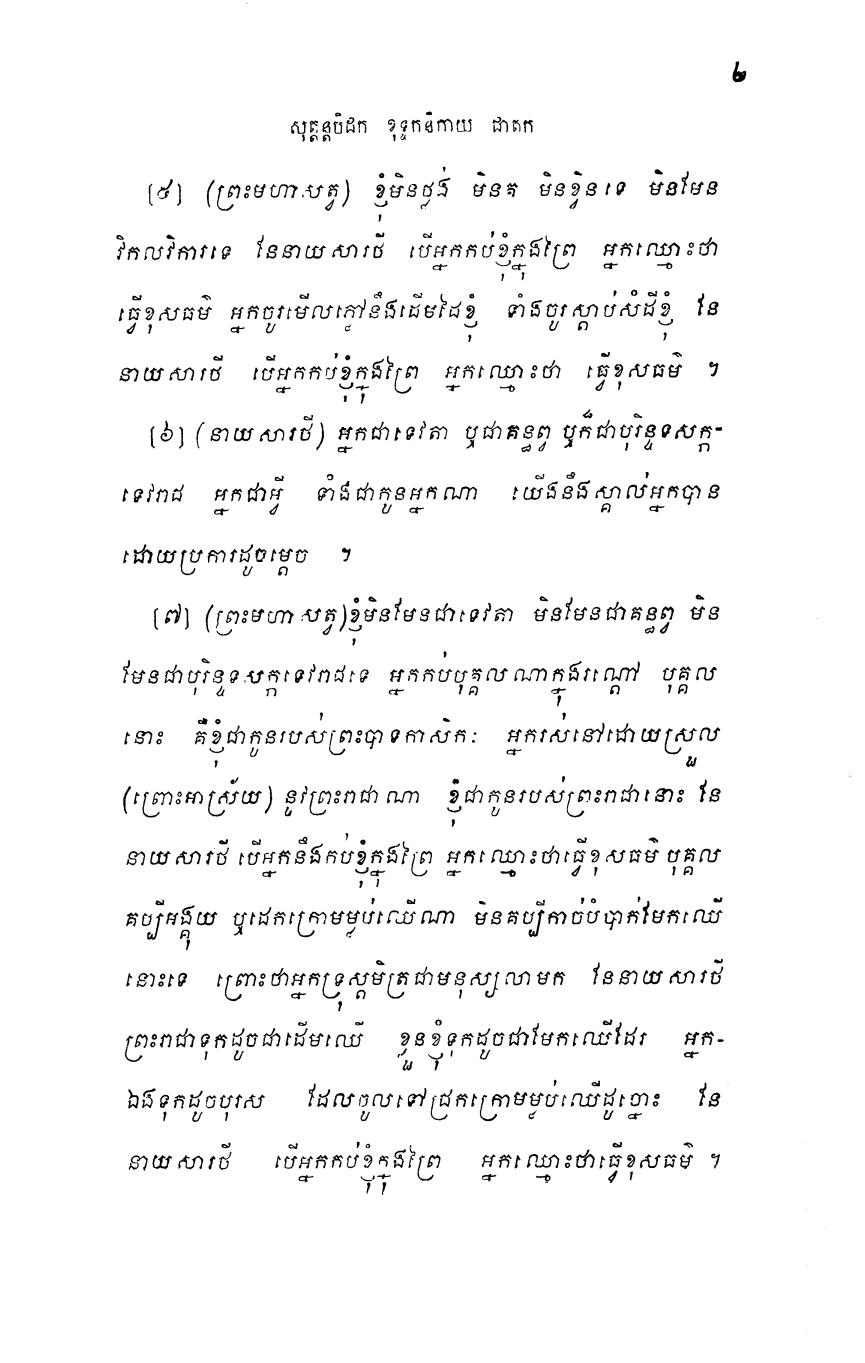 ២
សុត្តន្តបិដក ខុទ្ទកនិកាយ ជាតក
[៥] (ព្រះមហាសត្វ) ខ្ញុំមិនថ្លង់ មិនគ មិនខ្វិនទេ មិនមែន
វិកលវិការទេ នែនាយសារថី បើអ្នកកប់ខ្ញុំក្នុងព្រៃ អ្នកឈ្មោះថា
ធ្វើខុសធម៌ អ្នកចូរមើលភ្លៅនឹងដើមដៃខ្ញុំ ទាំងចូរស្តាប់សំដីខ្ញុំ នែ
នាយសារថី បើអ្នកកប់ខ្ញុំក្នុងព្រៃ អ្នកឈ្មោះថា ធ្វើខុសធម៌ ។
[៦] (នាយសារថី) អ្នកជាទេវតា ឬជាគន្ធព្វ ឬក៏ជាបុរិន្ទទសក្ក-
ទេវរាជ អ្នកជាអ្វី ទាំងជាកូនអ្នកណា យើងនឹងស្គាល់អ្នកបាន
ដោយប្រការដូចម្តេច ។
[៧] (ព្រះមហាសត្វ) ខ្ញុំមិនមែនជាទេវតា មិនមែនជាគន្ធព្វ មិន
មែនជាបុរិន្ទទសក្កទេវរាជទេ អ្នកកប់បុគ្គលណាក្នុងរណ្តៅ បុគ្គល
នោះ គឺខ្ញុំជាកូនរបស់ព្រះបាទកាសិកៈ អ្នករស់នៅដោយស្រួល
(ព្រោះអាស្រ័យ) នូវព្រះរាជាណា ខ្ញុំជាកូនរបស់ព្រះរាជានោះ នែ
នាយសារថី បើអ្នកនឹងកប់ខ្ញុំក្នុងព្រៃ អ្នកឈ្មោះថាធ្វើខុសធម៌ បុគ្គល
គប្បីអង្គុយ ឬដេកក្រោមម្លប់ឈើណា មិនគប្បីកាច់បំបាក់មែកឈើ
នោះទេ ព្រោះថាអ្នកទ្រុស្តមិត្រជាមនុស្សលាមក នែនាយសារថី
ព្រះរាជាទុកដូចជាដើមឈើ ខ្លួនខ្ញុំទុកដូចជាមែកឈើដែរ អ្នក-
ឯងទុកដូចបុរស ដែលចូលទៅជ្រកក្រោមម្លប់ឈើដូច្នោះ នែ
នាយសារថី បើអ្នកកប់ខ្ញុំក្នុងព្រៃ អ្នកឈ្មោះថាធ្វើខុសធម៌ ។